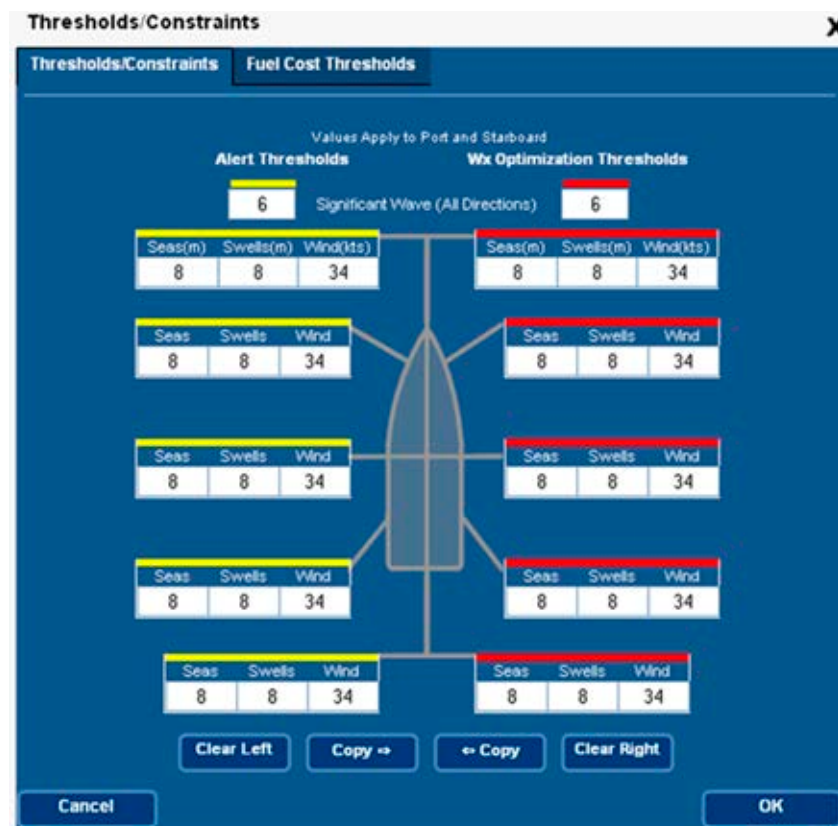 Thresholds/Constraints X
Thresholds/Constraints Fuel Cost Thresholds
Values Apply to Port and Starboard
Alert Thresholds Wx Optimization Thresholds
6 Significant Wave (All Directions) 6
Seas(m) Swells(m) Wind(kts) Seas(m) Swells(m) Wind(kts)
8 8 34 8 8 34
Seas Swells Wind Seas Swells Wind
8 8 34 8 8 34
Seas Swells Wind Seas Swells Wind
8 8 34 8 8 34
Seas Swells Wind Seas Swells Wind
8 8 34 8 8 34
Seas Swells Wind Seas Swells Wind
8 8 34 8 8 34
Clear Left Copy ⇨ ⇦ Copy Clear Right
Cancel OK